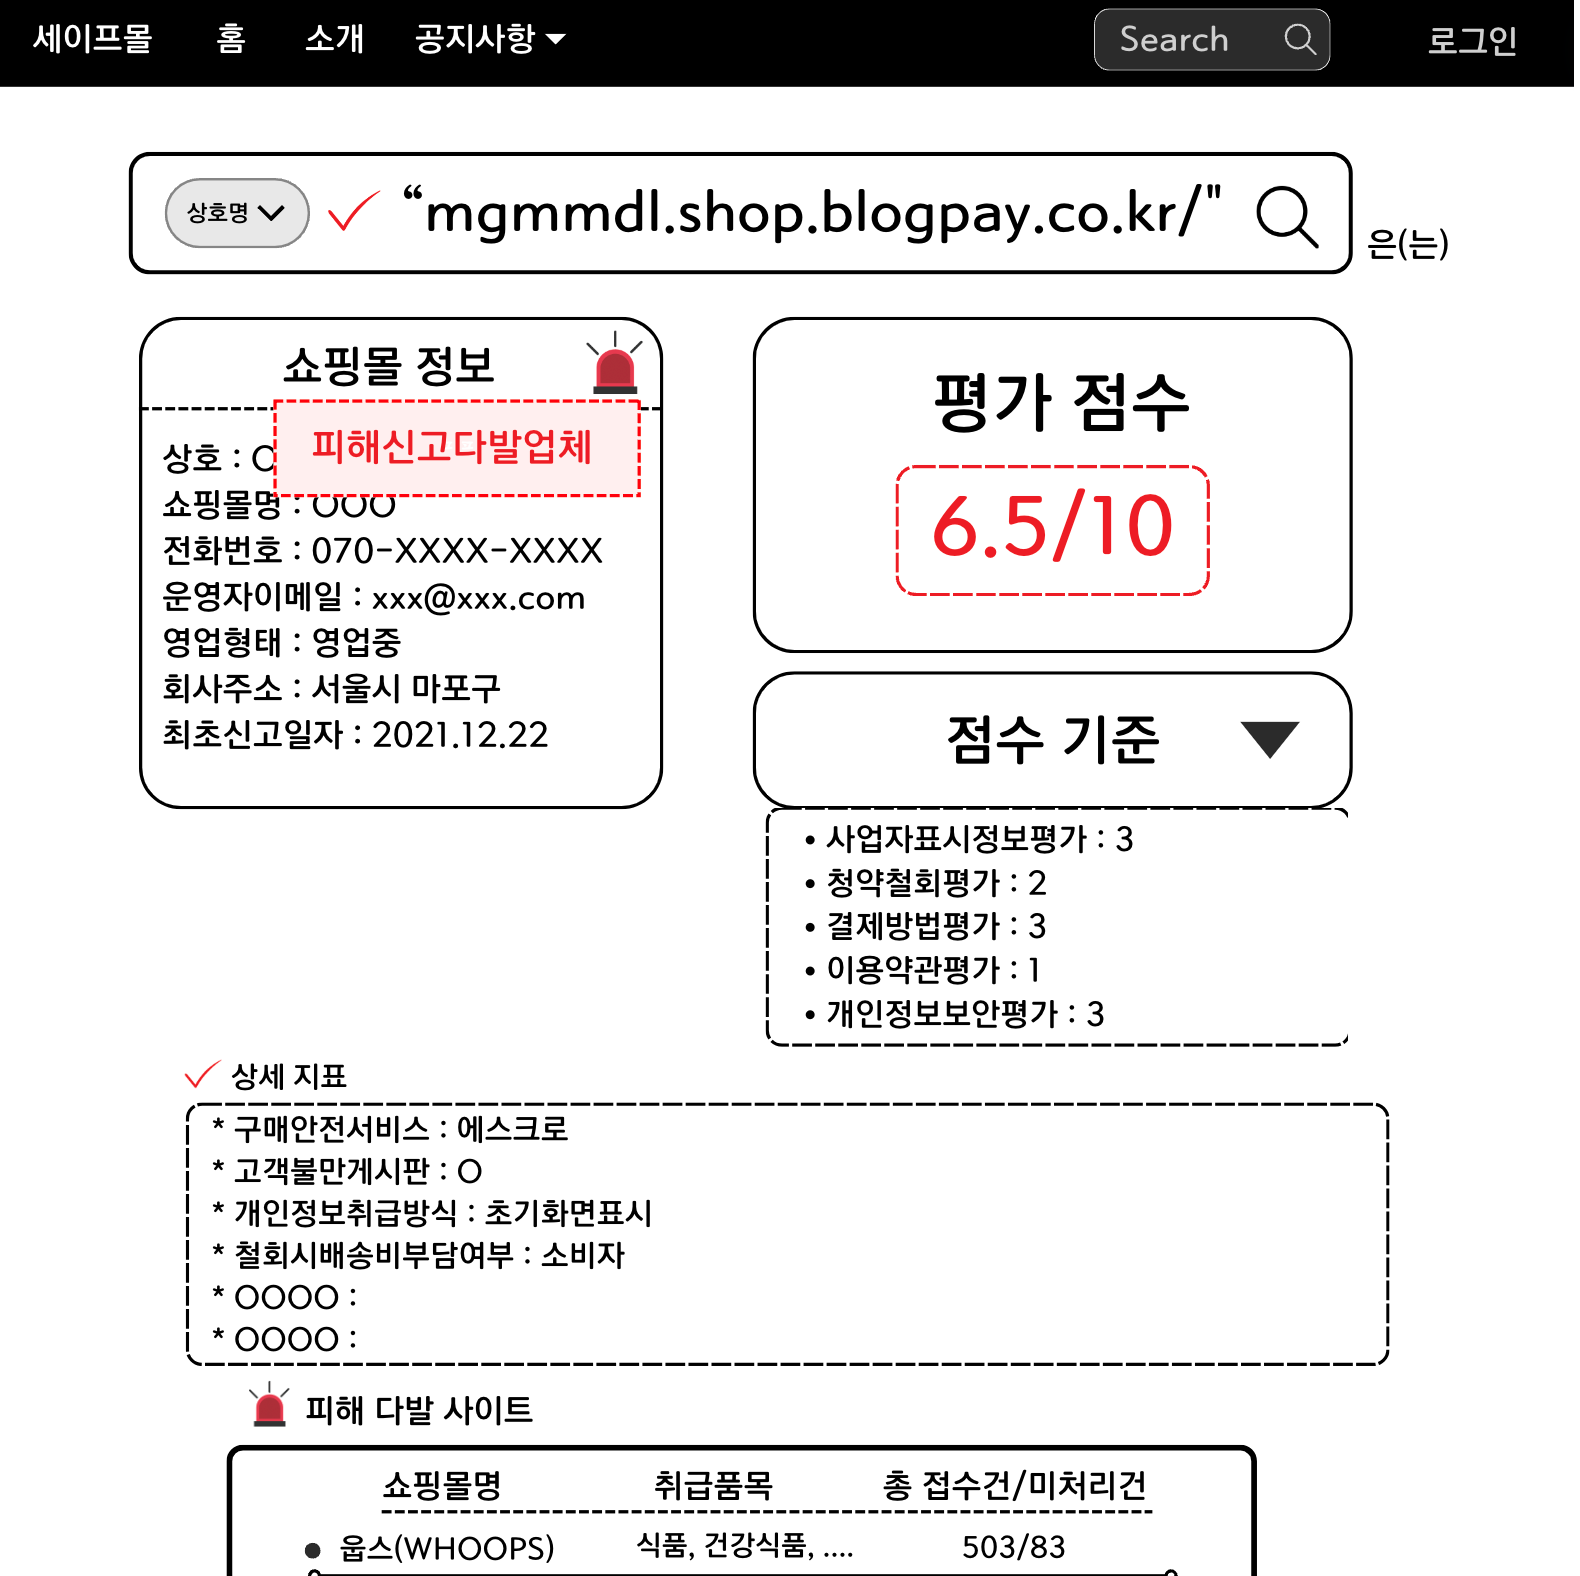 세이프몰 홈 소개 공지사항 Search 로그인
상호명 “mgmmdl.shop.blogpay.co.kr/" 은(는)
쇼핑몰 정보
피해신고다발업체
상호 : O
쇼핑몰명 : OOO
전화번호 : 070-XXXX-XXXX
운영자이메일 : xxx@xxx.com
영업형태 : 영업중
회사주소 : 서울시 마포구
최초신고일자 : 2021.12.22
평가 점수
6.5/10
점수 기준
• 사업자표시정보평가 : 3
• 청약철회평가 : 2
• 결제방법평가 : 3
• 이용약관평가 : 1
• 개인정보보안평가 : 3
상세 지표
* 구매안전서비스 : 에스크로
* 고객불만게시판 : O
* 개인정보취급방식 : 초기화면표시
* 철회시배송비부담여부 : 소비자
* OOOO :
* OOOO :
피해 다발 사이트
쇼핑몰명 취급품목 총 접수건/미처리건
• 웁스(WHOOPS) 식품, 건강식품, .... 503/83